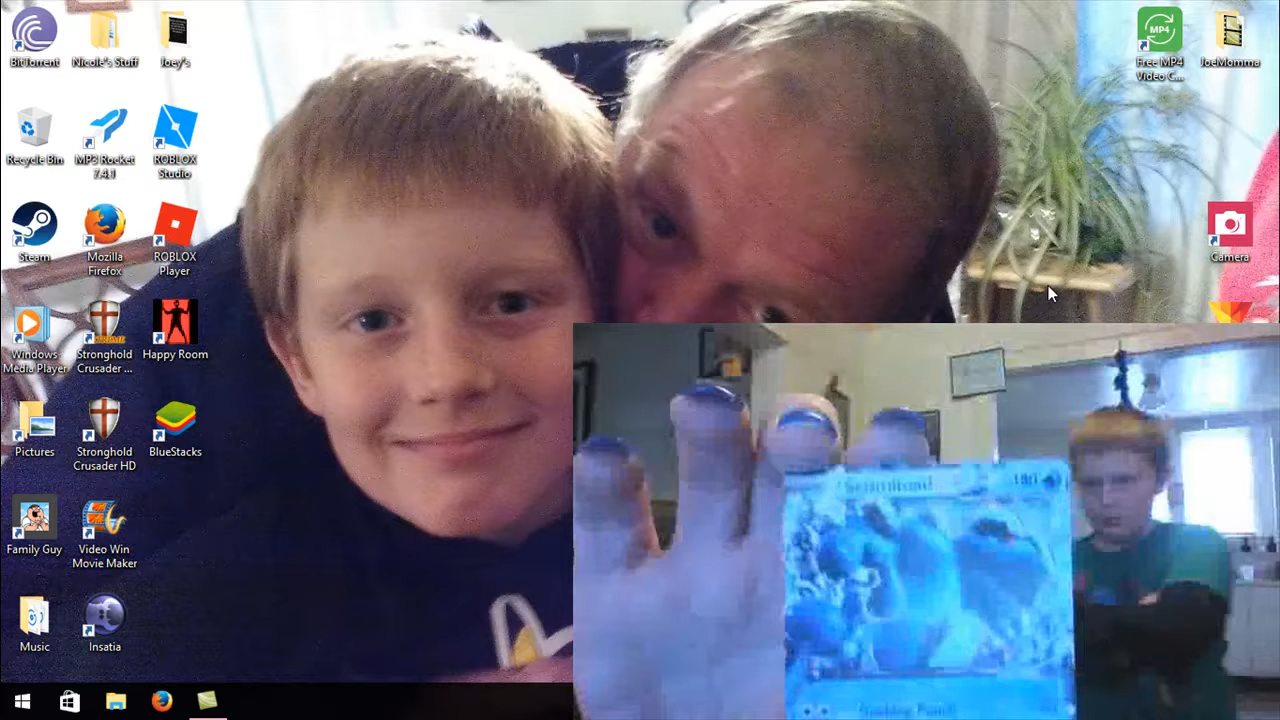 BitTorrent
Nicole's Stuff
Joey's
MP4
Free MP4
Video C...
JoeMomma
Recycle Bin
MP3 Rocket
7.4.1
ROBLOX
Studio
Steam
Mozilla
Firefox
ROBLOX
Player
Camera
Windows
Media Player
Stronghold
Crusader ...
Happy Room
Pictures
Stronghold
Crusader HD
BlueStacks
Seismitoad
Family Guy
Video Win
Movie Maker
Music
Insatia